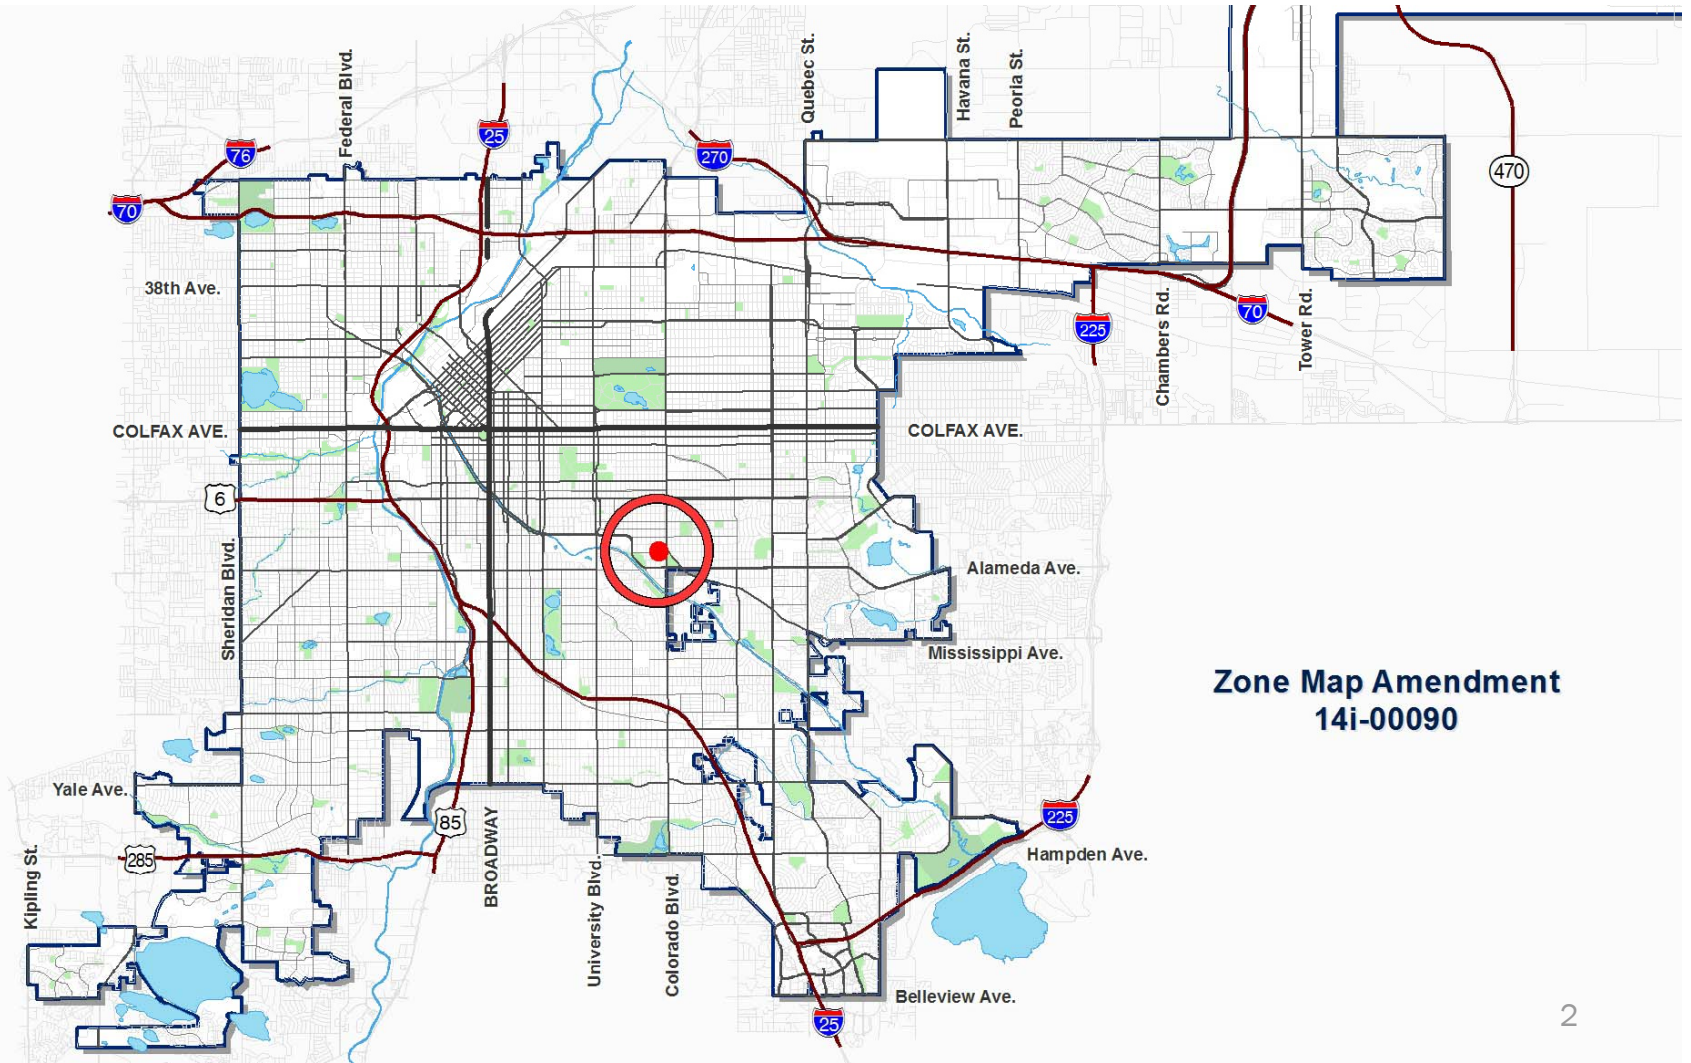 Federal Blvd.
Quebec St.
Havana St.
Peoria St.
25
76
270
470
70
38th Ave.
225
70
Chambers Rd.
Tower Rd.
COLFAX AVE.
COLFAX AVE.
6
Sheridan Blvd.
Alameda Ave.
Mississippi Ave.
Zone Map Amendment
14i-00090
Yale Ave.
85
BROADWAY
225
285
Hampden Ave.
Kipling St.
University Blvd.
Colorado Blvd.
Belleview Ave.
25
2